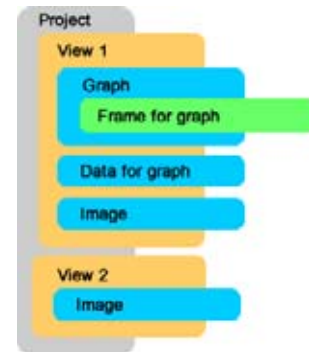 Project
View 1
Graph
Frame for graph
Data for graph
Image
View 2
Image